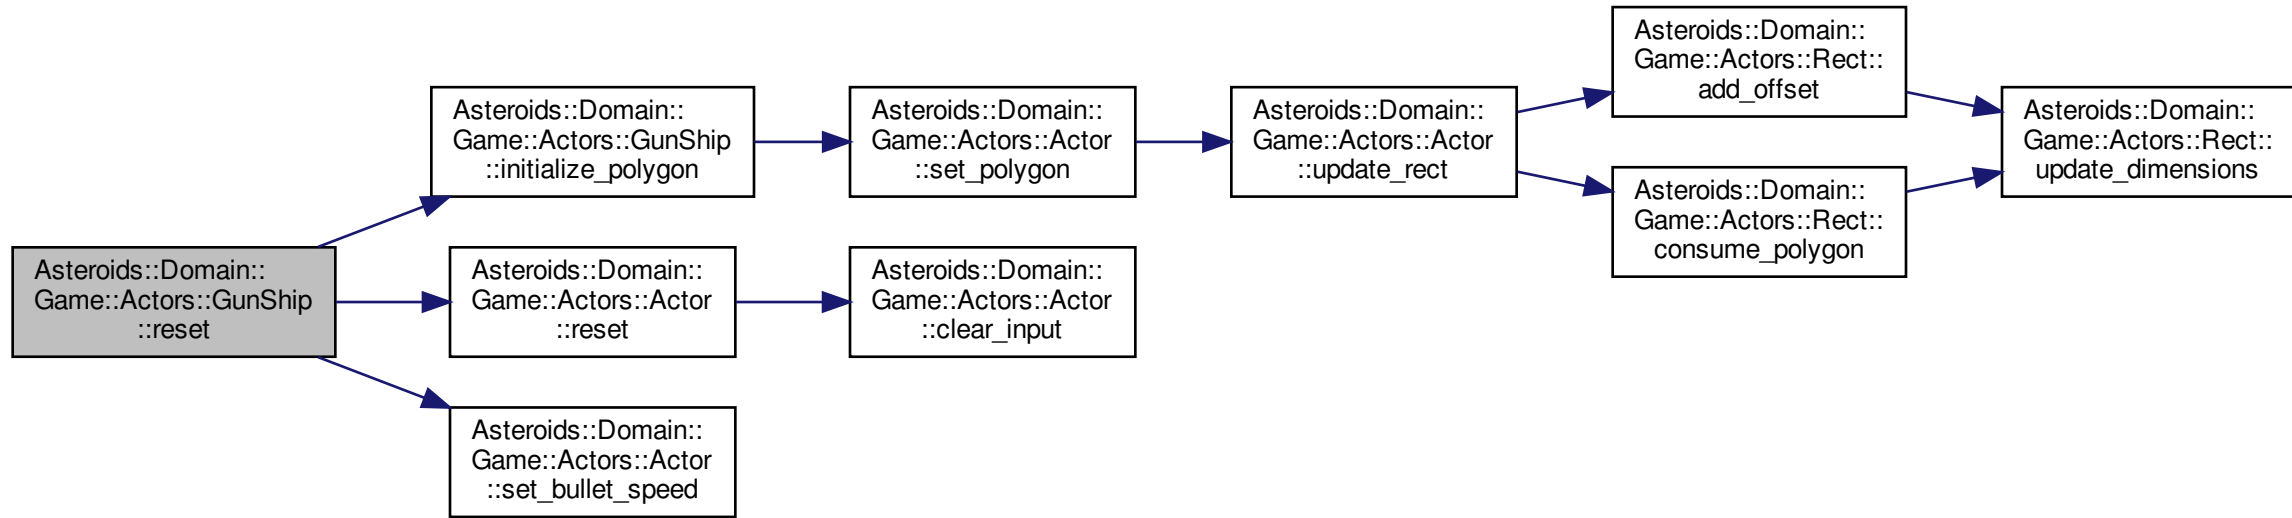 Asteroids::Domain::
Game::Actors::GunShip
::reset
Asteroids::Domain::
Game::Actors::GunShip
::initialize_polygon
Asteroids::Domain::
Game::Actors::Actor
::set_polygon
Asteroids::Domain::
Game::Actors::Actor
::update_rect
Asteroids::Domain::
Game::Actors::Rect::
add_offset
Asteroids::Domain::
Game::Actors::Rect::
consume_polygon
Asteroids::Domain::
Game::Actors::Rect::
update_dimensions
Asteroids::Domain::
Game::Actors::Actor
::reset
Asteroids::Domain::
Game::Actors::Actor
::clear_input
Asteroids::Domain::
Game::Actors::Actor
::set_bullet_speed